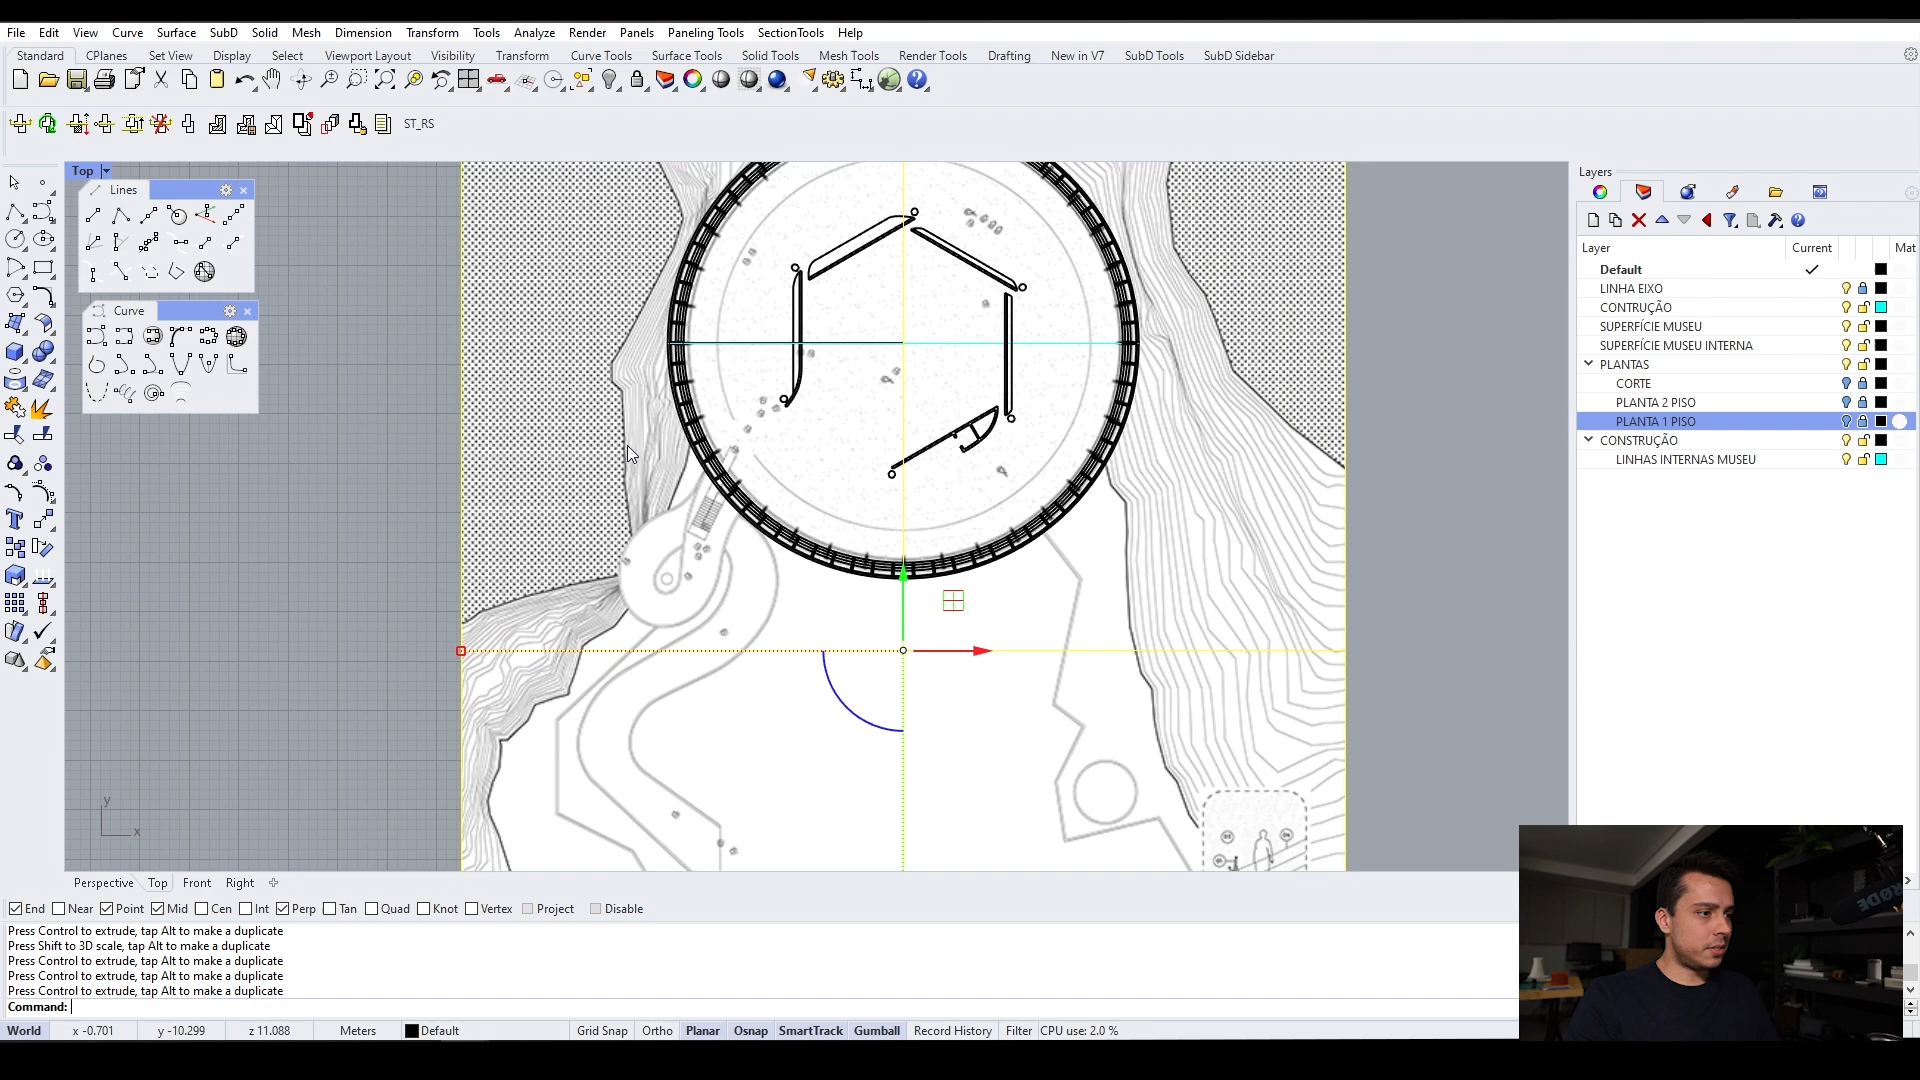 File Edit View Curve Surface SubD Solid Mesh Dimension Transform Tools Analyze Render Panels Paneling Tools SectionTools Help
Standard CPlanes Set View Display Select Viewport Layout Visibility Transform Curve Tools Surface Tools Solid Tools Mesh Tools Render Tools Drafting New in V7 SubD Tools SubD Sidebar
ST_RS
Top
Lines
Curve
y
x
Layers
Layer Current Mat
Default
LINHA EIXO
CONTRUÇÃO
SUPERFÍCIE MUSEU
SUPERFÍCIE MUSEU INTERNA
PLANTAS
CORTE
PLANTA 2 PISO
PLANTA 1 PISO
CONSTRUÇÃO
LINHAS INTERNAS MUSEU
Perspective Top Front Right
End Near Point Mid Cen Int Perp Tan Quad Knot Vertex Project Disable
Press Control to extrude, tap Alt to make a duplicate
Press Shift to 3D scale, tap Alt to make a duplicate
Press Control to extrude, tap Alt to make a duplicate
Press Control to extrude, tap Alt to make a duplicate
Press Control to extrude, tap Alt to make a duplicate
Command:
World x -0.701 y -10.299 z 11.088 Meters Default Grid Snap Ortho Planar Osnap SmartTrack Gumball Record History Filter CPU use: 2.0 %
RØDE